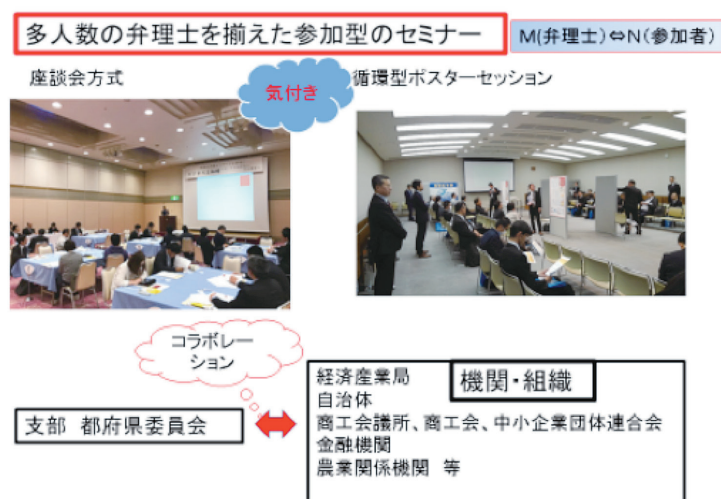 多人数の弁理士を揃えた参加型のセミナー
M(弁理士)⇔N(参加者)
座談会方式
気付き
循環型ポスターセッション
コラボレー
ション
支部 都府県委員会
機関・組織
経済産業局
自治体
商工会議所、商工会、中小企業団体連合会
金融機関
農業関係機関 等